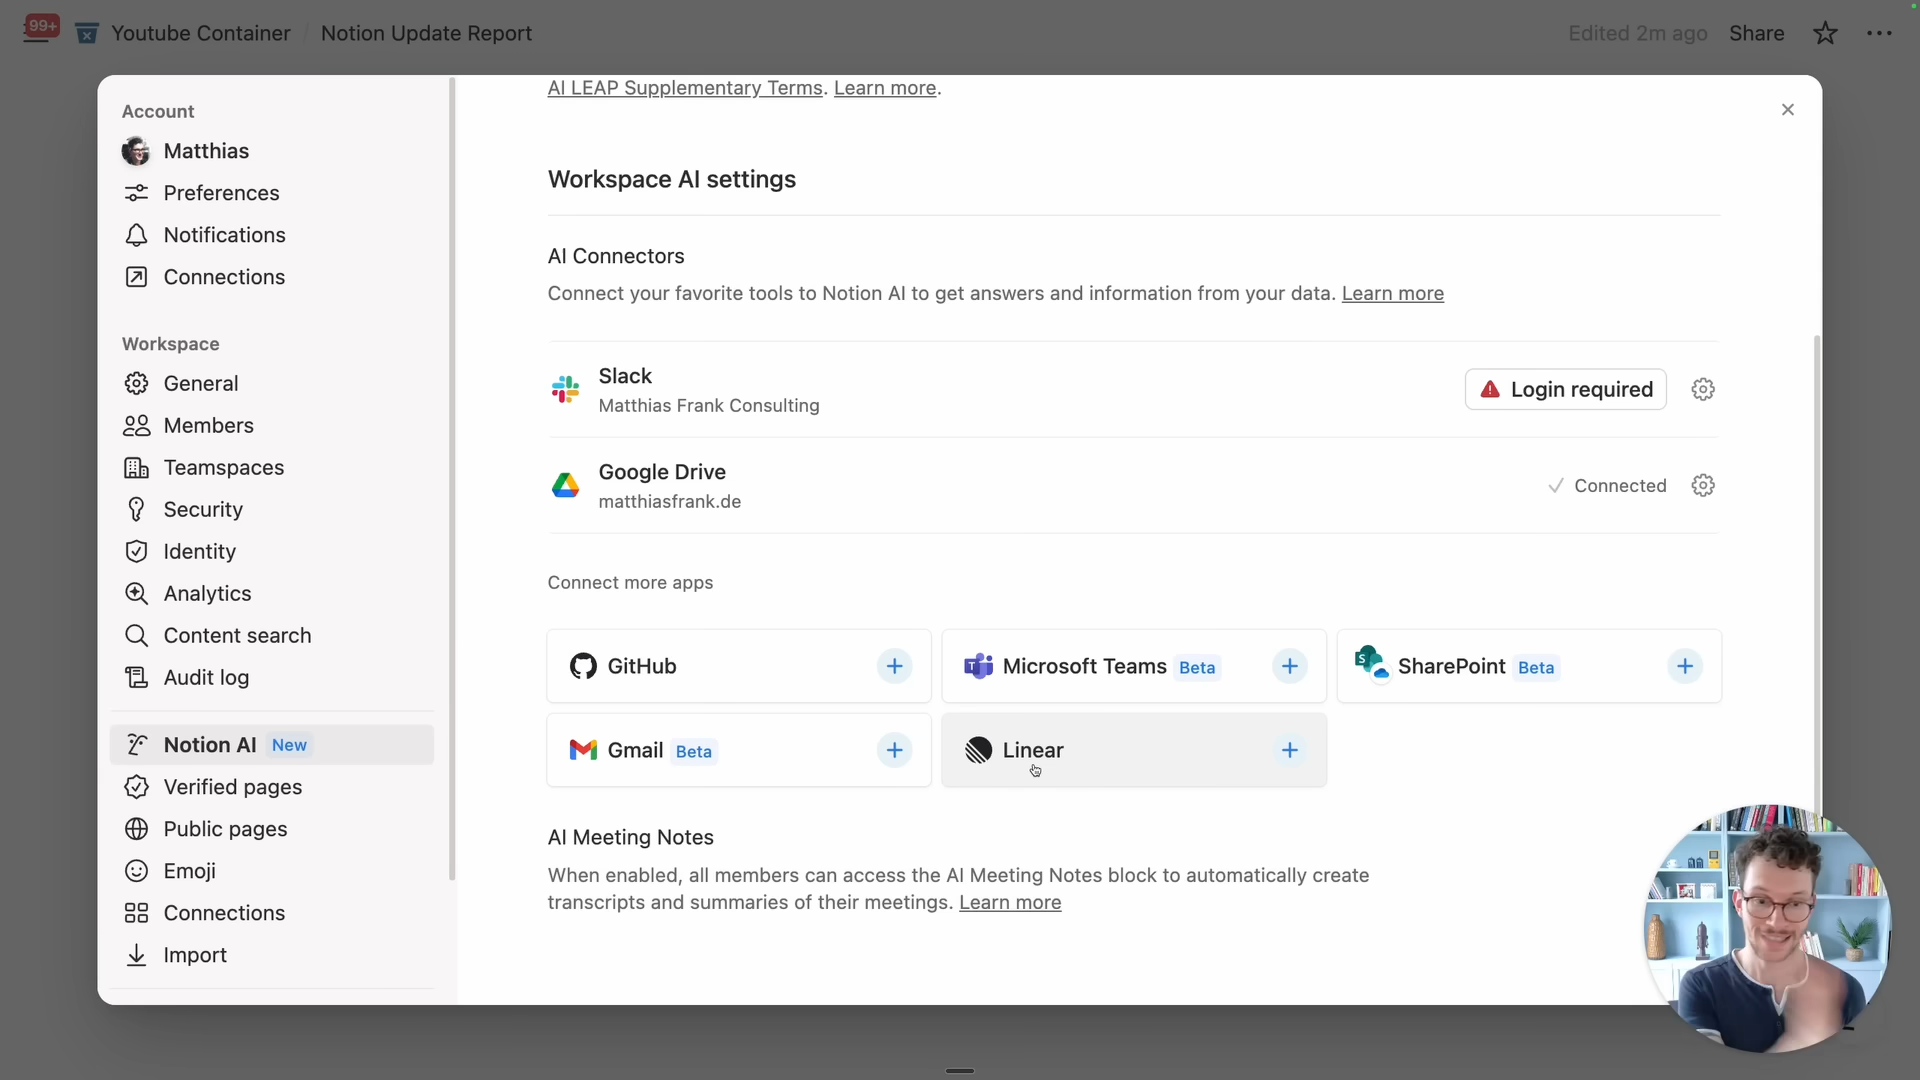 99+
Youtube Container / Notion Update Report
Edited 2m ago
Share
Account
Matthias
Preferences
Notifications
Connections
Workspace
General
Members
Teamspaces
Security
Identity
Analytics
Content search
Audit log
Notion AI New
Verified pages
Public pages
Emoji
Connections
Import
AI LEAP Supplementary Terms. Learn more.
Workspace AI settings
AI Connectors
Connect your favorite tools to Notion AI to get answers and information from your data. Learn more
Slack
Matthias Frank Consulting
Login required
Google Drive
matthiasfrank.de
Connected
Connect more apps
GitHub
Microsoft Teams Beta
SharePoint Beta
Gmail Beta
Linear
AI Meeting Notes
When enabled, all members can access the AI Meeting Notes block to automatically create
transcripts and summaries of their meetings. Learn more